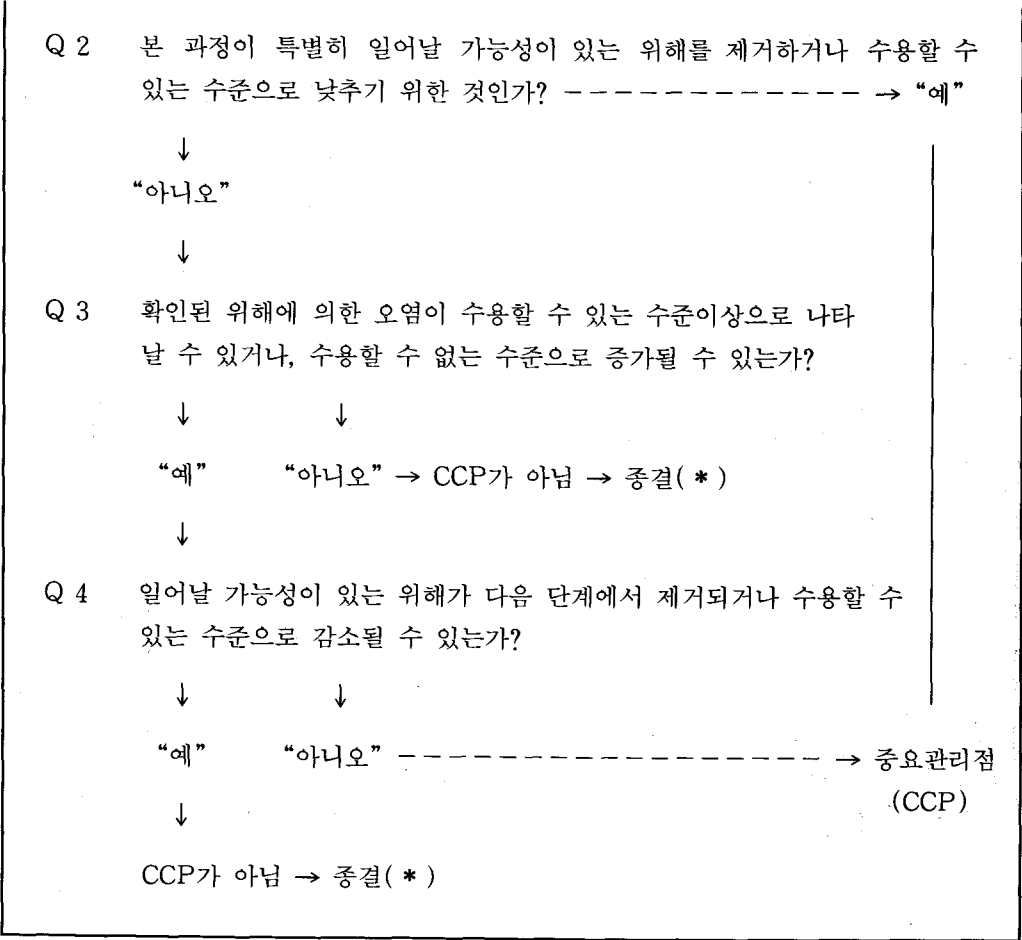 Q 2 본 과정이 특별히 일어날 가능성이 있는 위해를 제거하거나 수용할 수
있는 수준으로 낮추기 위한 것인가? – – – – – – – – – – – – → “예”
↓
“아니오”
↓
Q 3 확인된 위해에 의한 오염이 수용할 수 있는 수준이상으로 나타
날 수 있거나, 수용할 수 없는 수준으로 증가될 수 있는가?
↓ ↓
“예” “아니오” → CCP가 아님 → 종결( * )
↓
Q 4 일어날 가능성이 있는 위해가 다음 단계에서 제거되거나 수용할 수
있는 수준으로 감소될 수 있는가?
↓ ↓
“예” “아니오” – – – – – – – – – – – – – – – – – → 중요관리점
↓ (CCP)
CCP가 아님 → 종결( * )